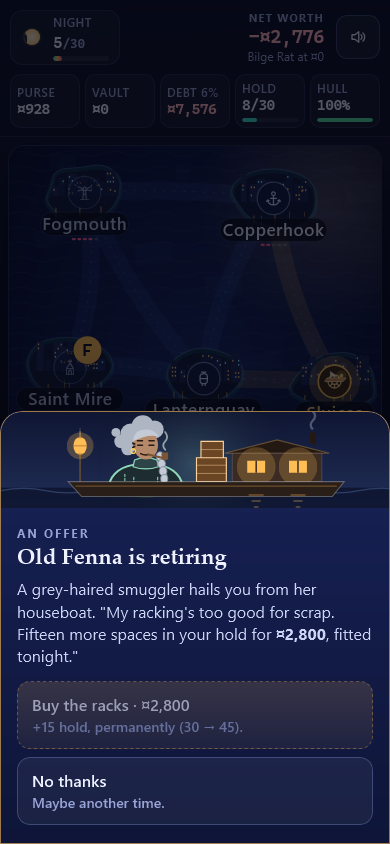 NIGHT
5/30
NET WORTH
−¤2,776
Bilge Rat at ¤0
PURSE
¤928
VAULT
¤0
DEBT 6%
¤7,576
HOLD
8/30
HULL
100%
Fogmouth
Copperhook
F
Saint Mire
Lanternquay
AN OFFER
Old Fenna is retiring
A grey-haired smuggler hails you from her
houseboat. "My racking's too good for scrap.
Fifteen more spaces in your hold for ¤2,800, fitted
tonight."
Buy the racks · ¤2,800
+15 hold, permanently (30 → 45).
No thanks
Maybe another time.